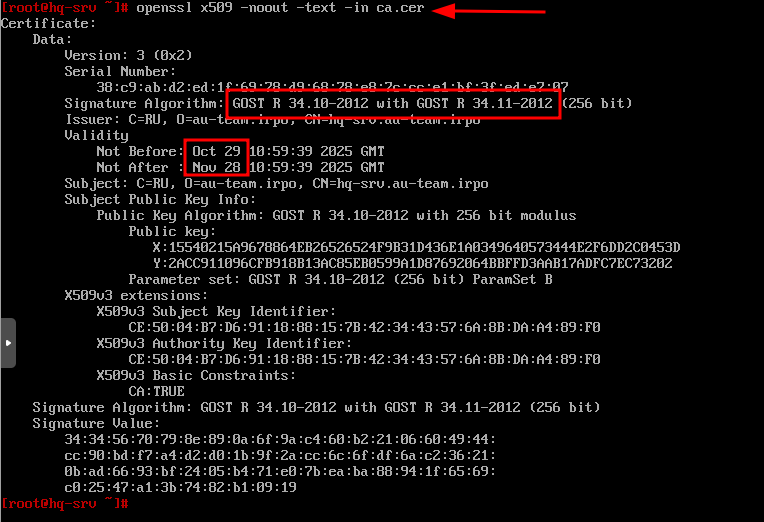 [root@hq-srv ~]# openssl x509 -noout -text -in ca.cer
Certificate:
    Data:
        Version: 3 (0x2)
        Serial Number:
            38:c9:ab:d2:ed:1f:69:78:d9:68:78:e8:7c:cc:e1:bf:3f:ed:e7:07
        Signature Algorithm: GOST R 34.10-2012 with GOST R 34.11-2012 (256 bit)
        Issuer: C=RU, O=au-team.irpo, CN=hq-srv.au-team.irpo
        Validity
            Not Before: Oct 29 10:59:39 2025 GMT
            Not After : Nov 28 10:59:39 2025 GMT
        Subject: C=RU, O=au-team.irpo, CN=hq-srv.au-team.irpo
        Subject Public Key Info:
            Public Key Algorithm: GOST R 34.10-2012 with 256 bit modulus
                Public key:
                   X:15540215A9678864EB26526524F9B31D436E1A0349640573444E2F6DD2C0453D
                   Y:2ACC911096CFB918B13AC85EB0599A1D87692064BBFFD3AAB17ADFC7EC73202
                Parameter set: GOST R 34.10-2012 (256 bit) ParamSet B
        X509v3 extensions:
            X509v3 Subject Key Identifier:
                CE:50:04:B7:D6:91:18:88:15:7B:42:34:43:57:6A:8B:DA:A4:89:F0
            X509v3 Authority Key Identifier:
                CE:50:04:B7:D6:91:18:88:15:7B:42:34:43:57:6A:8B:DA:A4:89:F0
            X509v3 Basic Constraints:
                CA:TRUE
    Signature Algorithm: GOST R 34.10-2012 with GOST R 34.11-2012 (256 bit)
    Signature Value:
        34:34:56:70:79:8e:89:0a:6f:9a:c4:60:b2:21:06:60:49:44:
        cc:90:bd:f7:a4:d2:d0:1b:9f:2a:cc:6c:6f:df:6a:c2:36:21:
        0b:ad:66:93:bf:24:05:b4:71:e0:7b:ea:ba:88:94:1f:65:69:
        c0:25:47:a1:3b:74:82:b1:09:19
[root@hq-srv ~]#